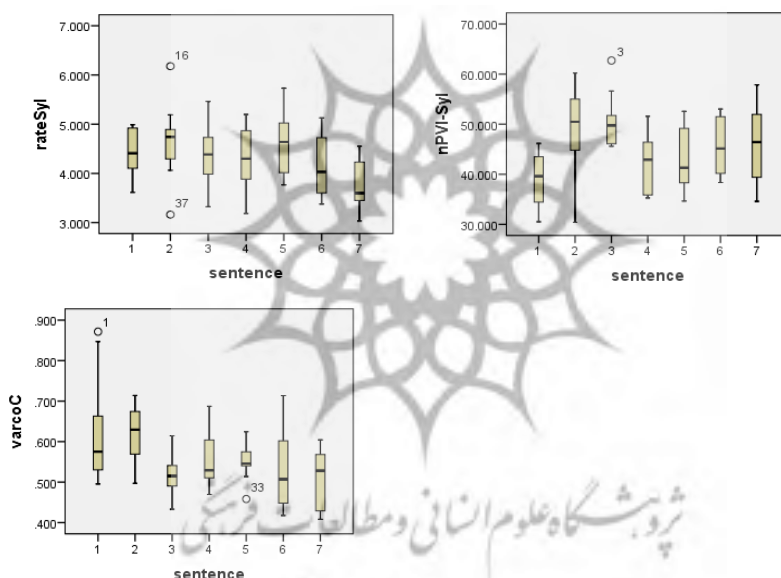 7.000
6.000
5.000
4.000
3.000
rateSyl
16
37
1 2 3 4 5 6 7
sentence
70.000
60.000
50.000
40.000
30.000
nPVI-Syl
3
1 2 3 4 5 6 7
sentence
.900
.800
.700
.600
.500
.400
varcoC
1
33
1 2 3 4 5 6 7
sentence
پژوهشگاه علوم انسانی و مطالعات فرهنگی